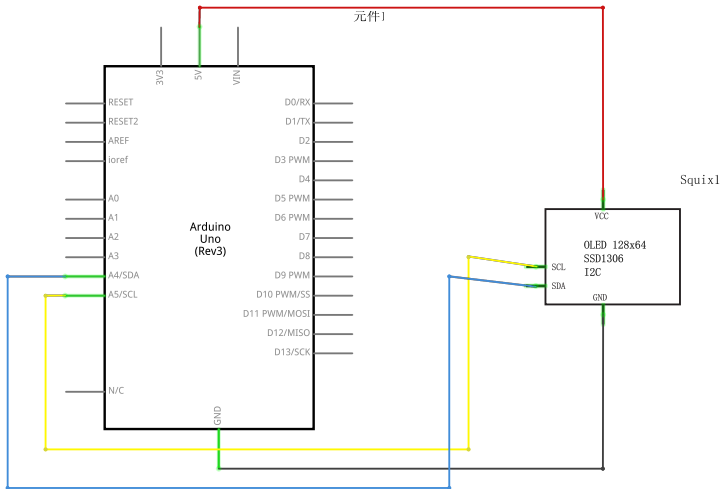 元件1
3V3
5V
VIN
RESET
RESET2
AREF
ioref
A0
A1
A2
A3
A4/SDA
A5/SCL
N/C
Arduino
Uno
(Rev3)
D0/RX
D1/TX
D2
D3 PWM
D4
D5 PWM
D6 PWM
D7
D8
D9 PWM
D10 PWM/SS
D11 PWM/MOSI
D12/MISO
D13/SCK
GND
Squix1
VCC
OLED 128x64
SSD1306
I2C
SCL
SDA
GND